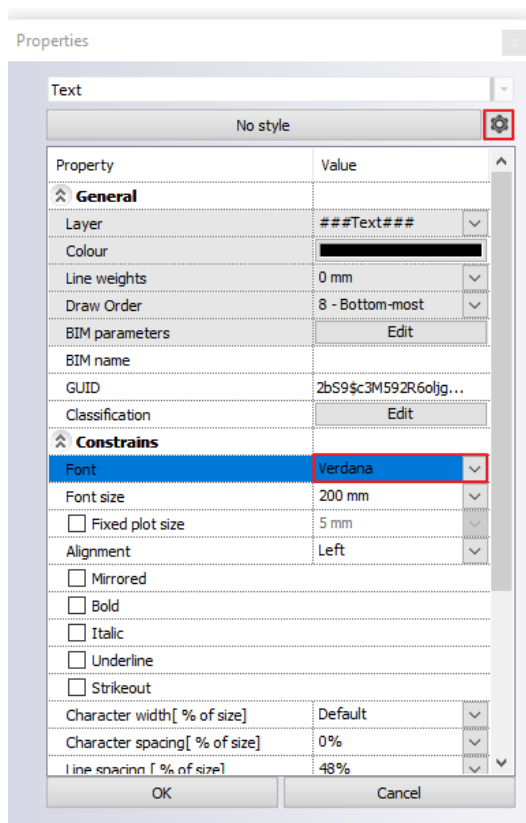 Properties
x
Text
No style
Property Value
General
Layer ###Text###
Colour
Line weights 0 mm
Draw Order 8 - Bottom-most
BIM parameters Edit
BIM name
GUID 2bS9$c3M592R6oljg...
Classification Edit
Constrains
Font Verdana
Font size 200 mm
Fixed plot size 5 mm
Alignment Left
Mirrored
Bold
Italic
Underline
Strikeout
Character width[ % of size] Default
Character spacing[ % of size] 0%
Line spacing [ % of size] 48%
OK Cancel